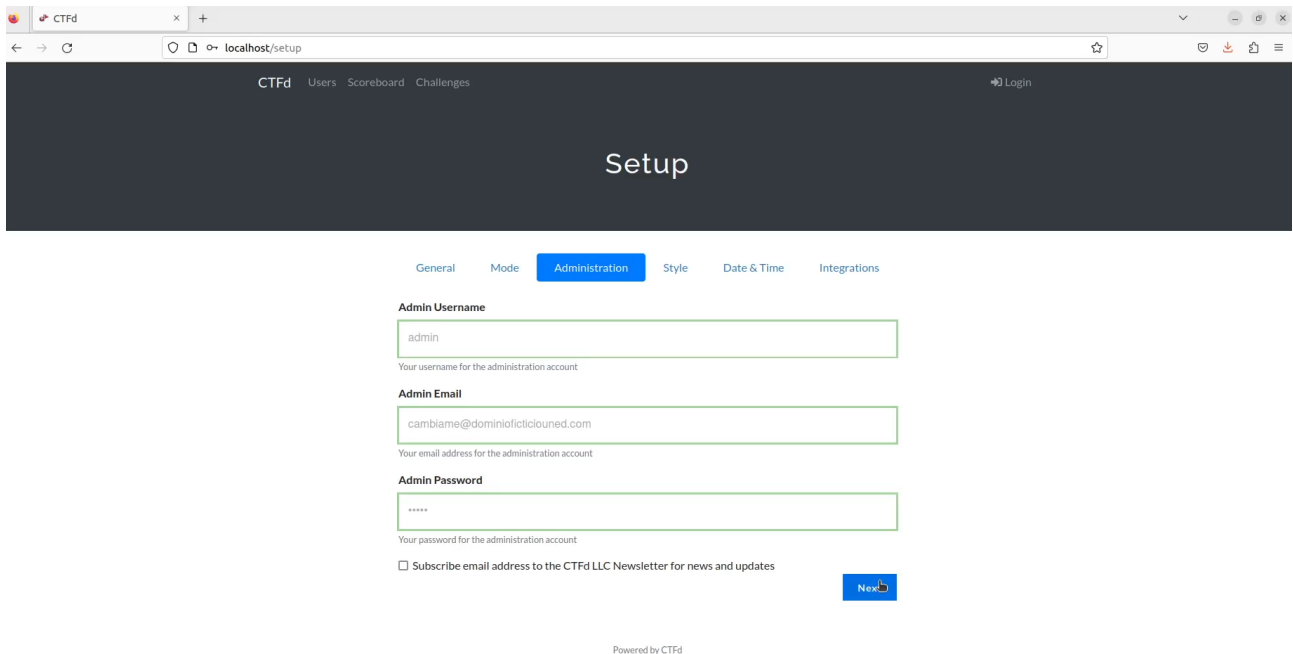 CTFd
localhost/setup
CTFd Users Scoreboard Challenges Login
Setup
General Mode Administration Style Date & Time Integrations
Admin Username
admin
Your username for the administration account
Admin Email
cambiame@dominioficticiouned.com
Your email address for the administration account
Admin Password
•••••
Your password for the administration account
Subscribe email address to the CTFd LLC Newsletter for news and updates
Nex
Powered by CTFd